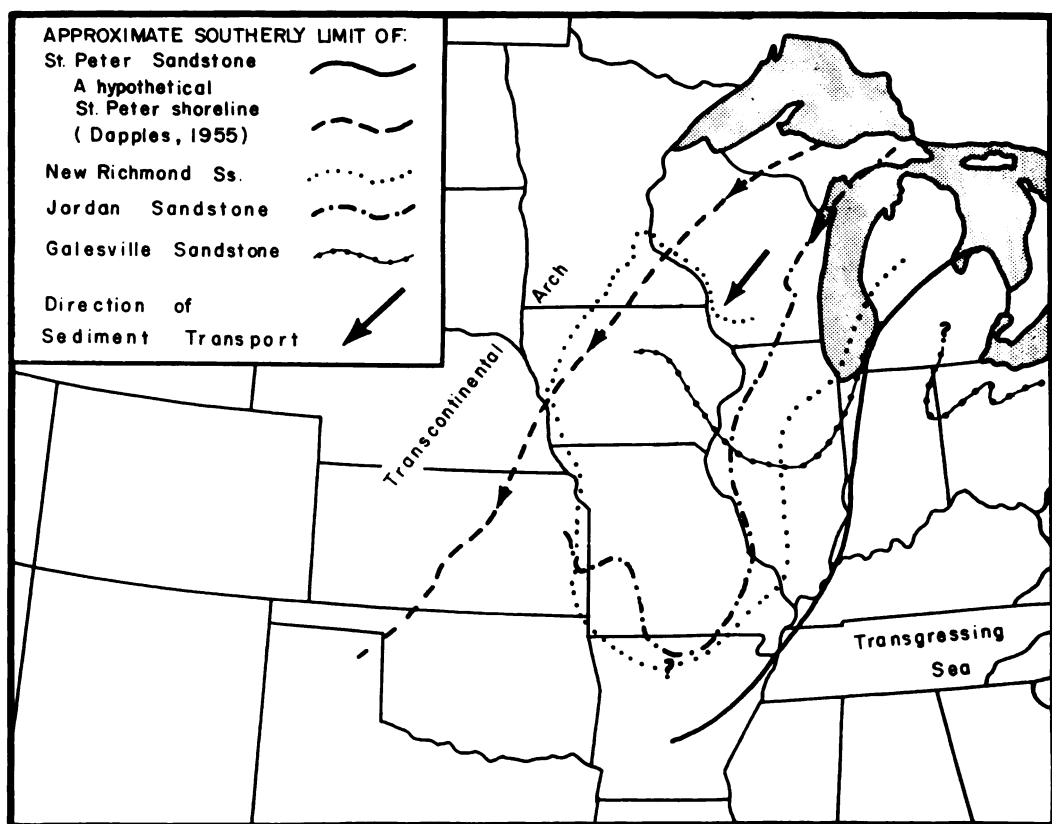 APPROXIMATE SOUTHERLY LIMIT OF:
St. Peter Sandstone
A hypothetical
St. Peter shoreline
( Dapples, 1955)
New Richmond Ss.
Jordan Sandstone
Galesville Sandstone
Direction of
Sediment Transport
Transcontinental
Arch
?
?
Transgressing
Sea